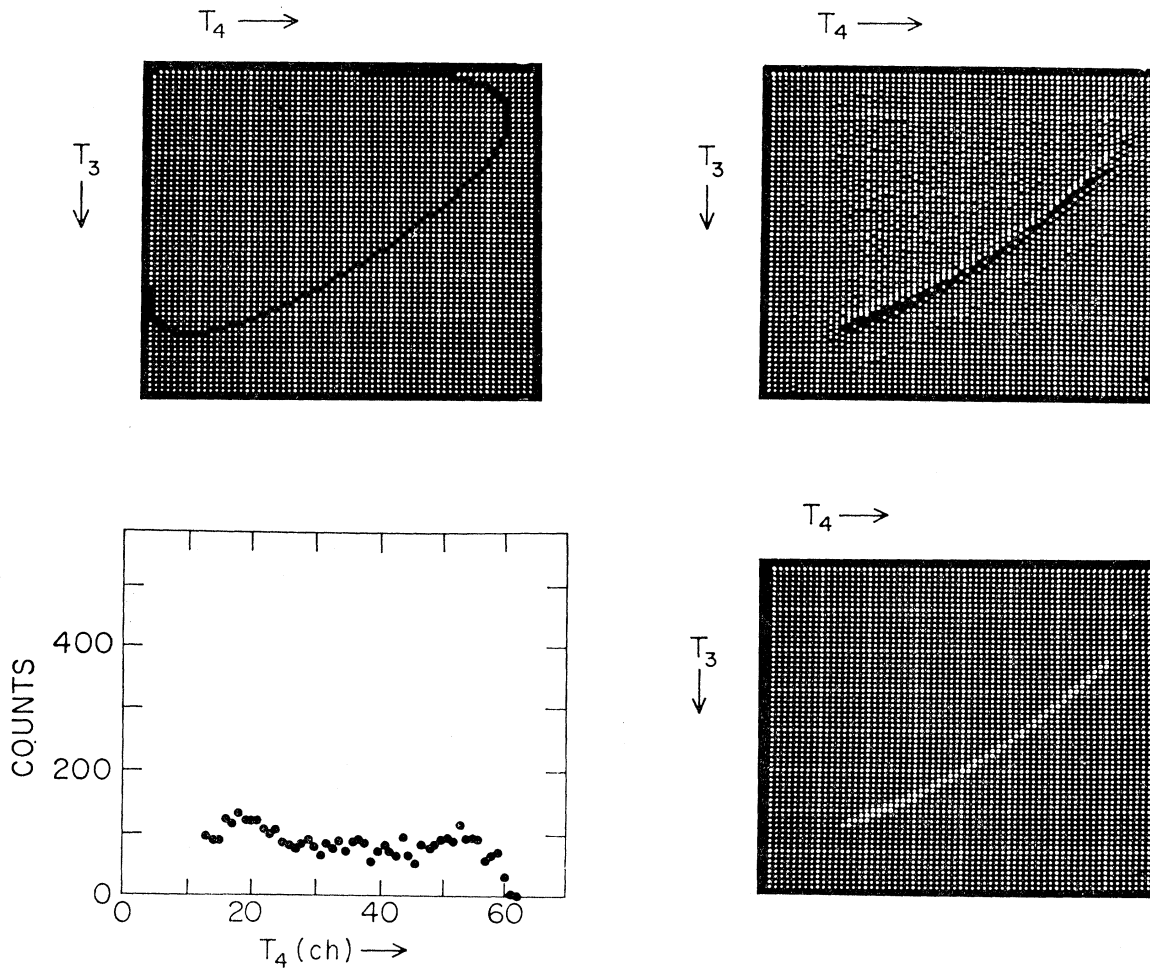 T4 →
T3 ↓
T4 →
T3 ↓
COUNTS
400
200
0
0 20 40 60
T4 (ch) →
T4 →
T3 ↓